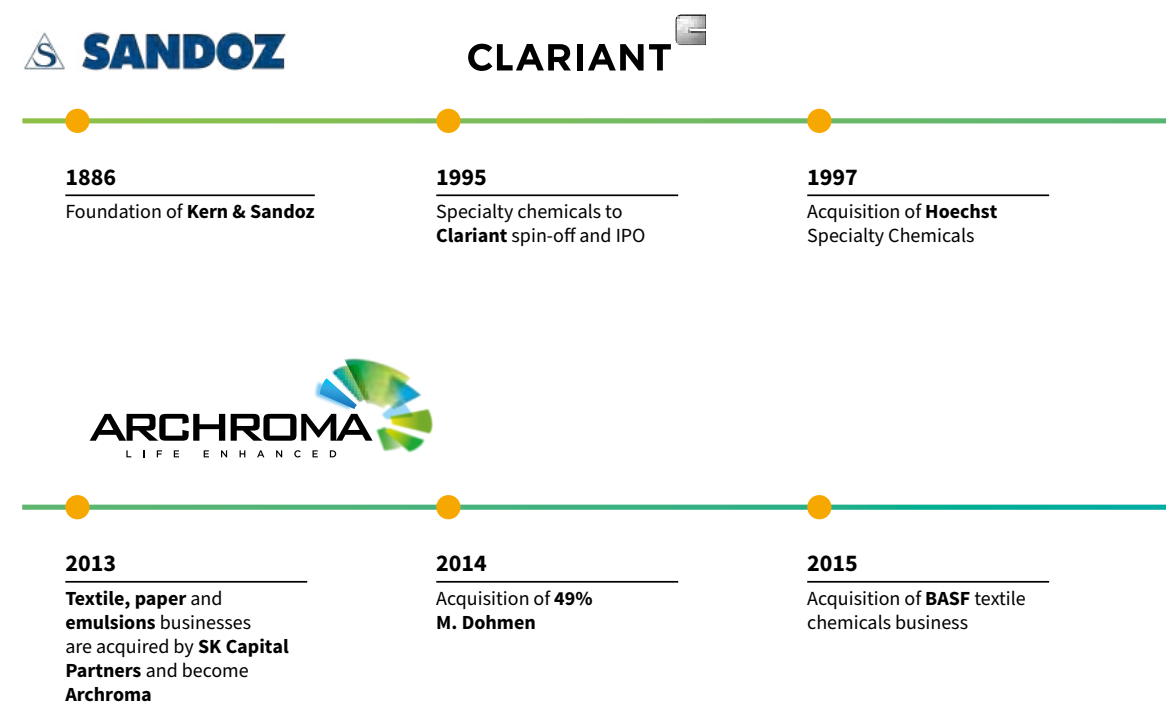 SANDOZ
CLARIANT
1886
Foundation of Kern & Sandoz
1995
Specialty chemicals to
Clariant spin-off and IPO
1997
Acquisition of Hoechst
Specialty Chemicals
ARCHROMA
LIFE ENHANCED
2013
Textile, paper and
emulsions businesses
are acquired by SK Capital
Partners and become
Archroma
2014
Acquisition of 49%
M. Dohmen
2015
Acquisition of BASF textile
chemicals business